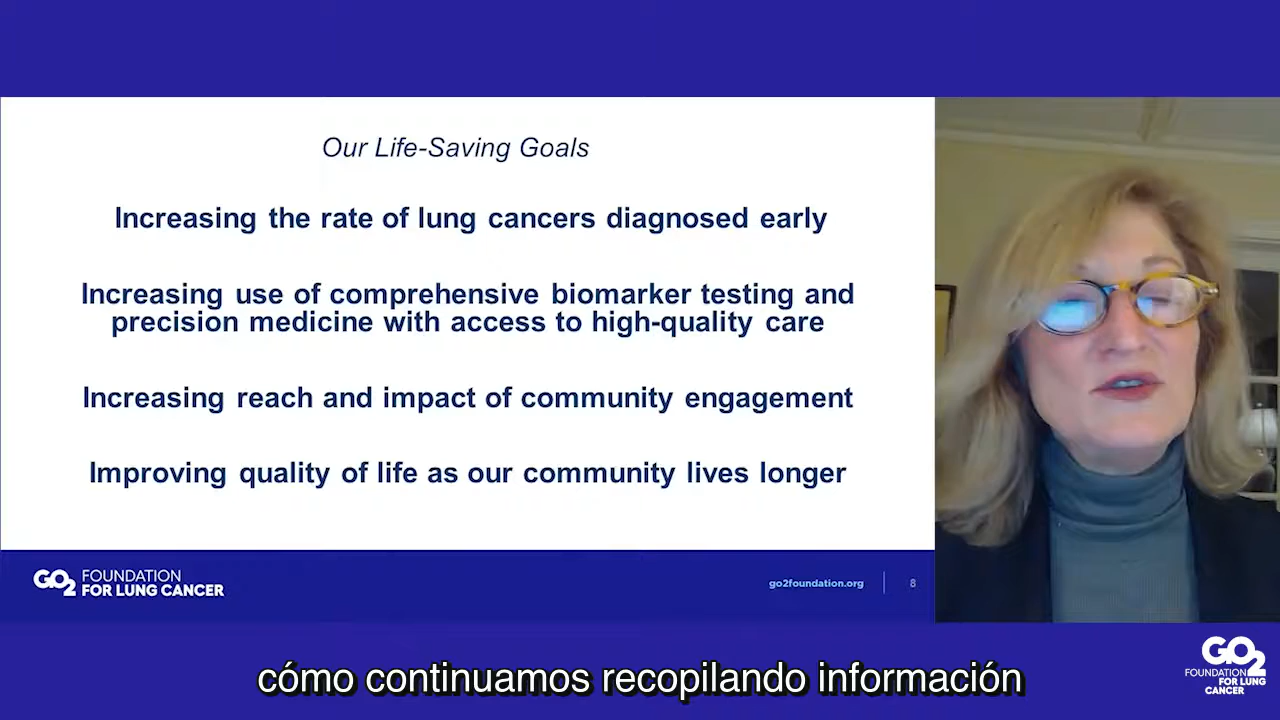 Our Life-Saving Goals
Increasing the rate of lung cancers diagnosed early
Increasing use of comprehensive biomarker testing and
precision medicine with access to high-quality care
Increasing reach and impact of community engagement
Improving quality of life as our community lives longer
GO2 FOUNDATION
FOR LUNG CANCER
go2foundation.org
8
GO2
FOUNDATION
FOR LUNG
CANCER
cómo continuamos recopilando información